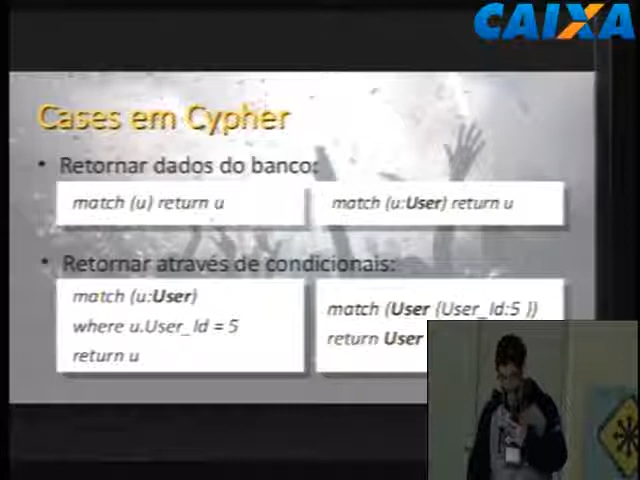 CAIXA
Cases em Cypher
• Retornar dados do banco:
match (u) return u
match (u:User) return u
• Retornar através de condicionais:
match (u:User)
where u.User_Id = 5
return u
match (User {User_Id:5 })
return User